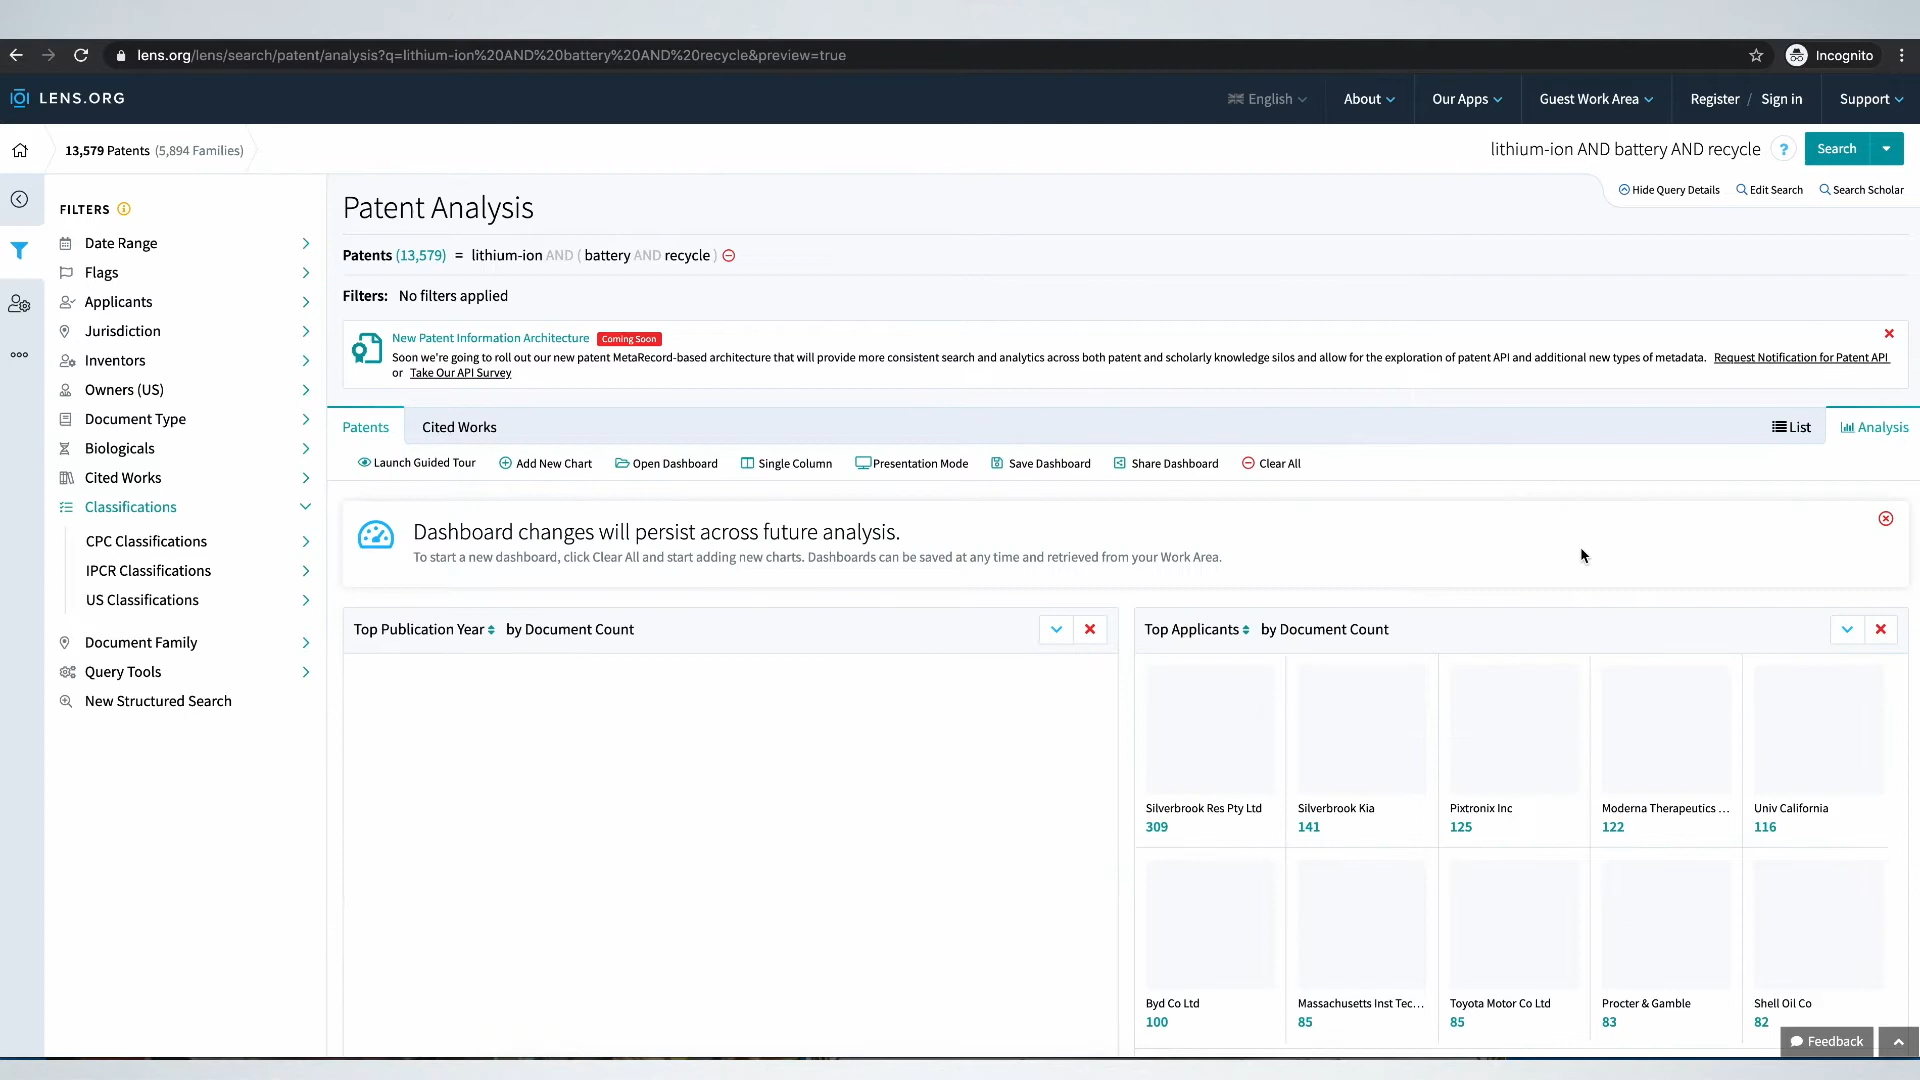 lens.org/lens/search/patent/analysis?q=lithium-ion%20AND%20battery%20AND%20recycle&preview=true
Incognito
LENS.ORG
English
About
Our Apps
Guest Work Area
Register / Sign in
Support
13,579 Patents (5,894 Families)
lithium-ion AND battery AND recycle
?
Search
Hide Query Details
Edit Search
Search Scholar
FILTERS
Date Range
Flags
Applicants
Jurisdiction
Inventors
Owners (US)
Document Type
Biologicals
Cited Works
Classifications
CPC Classifications
IPCR Classifications
US Classifications
Document Family
Query Tools
New Structured Search
Patent Analysis
Patents (13,579) = lithium-ion AND ( battery AND recycle )
Filters: No filters applied
New Patent Information Architecture Coming Soon
Soon we're going to roll out our new patent MetaRecord-based architecture that will provide more consistent search and analytics across both patent and scholarly knowledge silos and allow for the exploration of patent API and additional new types of metadata. Request Notification for Patent API
or Take Our API Survey
Patents
Cited Works
List
Analysis
Launch Guided Tour
Add New Chart
Open Dashboard
Single Column
Presentation Mode
Save Dashboard
Share Dashboard
Clear All
Dashboard changes will persist across future analysis.
To start a new dashboard, click Clear All and start adding new charts. Dashboards can be saved at any time and retrieved from your Work Area.
Top Publication Year by Document Count
Top Applicants by Document Count
Silverbrook Res Pty Ltd
309
Silverbrook Kia
141
Pixtronix Inc
125
Moderna Therapeutics ...
122
Univ California
116
Byd Co Ltd
100
Massachusetts Inst Tec...
85
Toyota Motor Co Ltd
85
Procter & Gamble
83
Shell Oil Co
82
Feedback